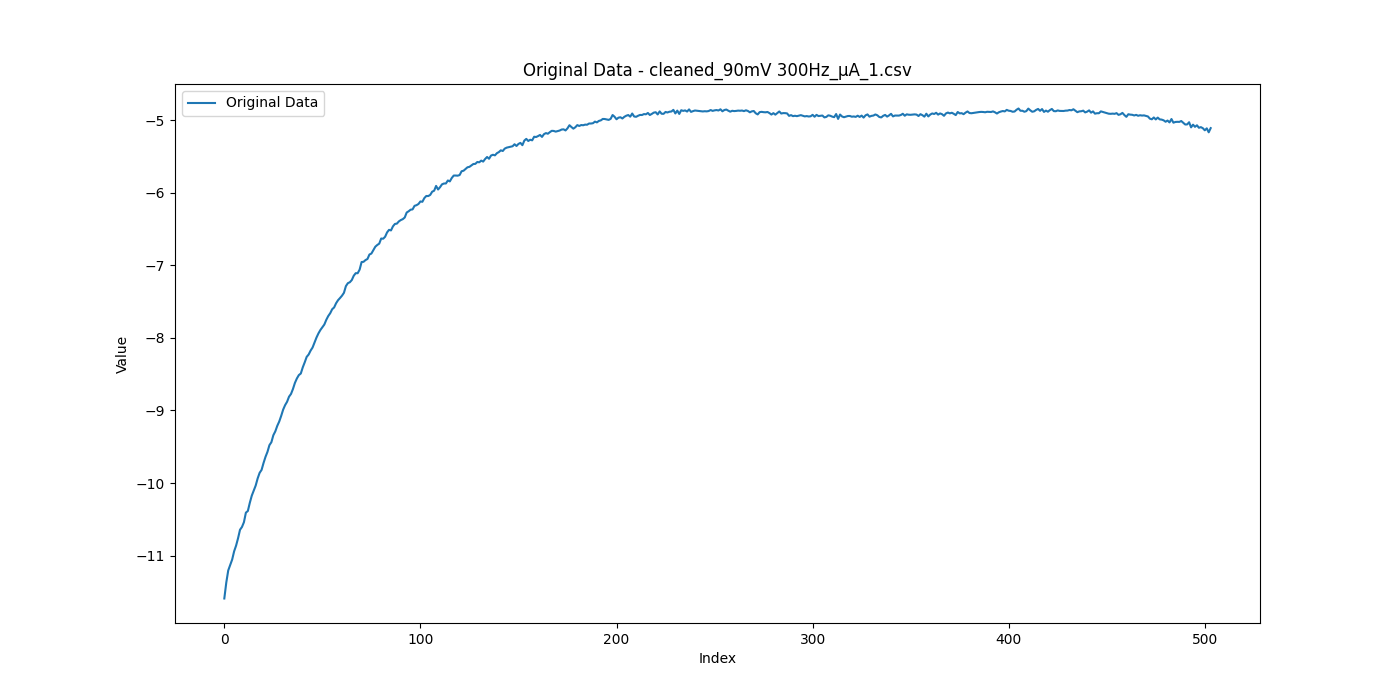 Original Data - cleaned_90mV 300Hz_µA_1.csv
Original Data
−5
−6
−7
−8
−9
−10
−11
Value
0 100 200 300 400 500
Index